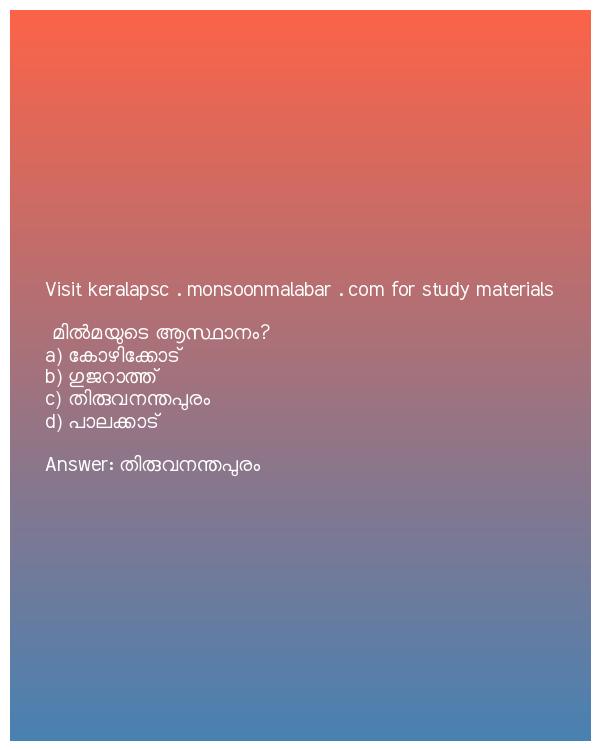 Visit keralapsc . monsoonmalabar . com for study materials
മിൽമയുടെ ആസ്ഥാനം?
a) കോഴിക്കോട്
b) ഗുജറാത്ത്
c) തിരുവനന്തപുരം
d) പാലക്കാട്
Answer: തിരുവനന്തപുരം